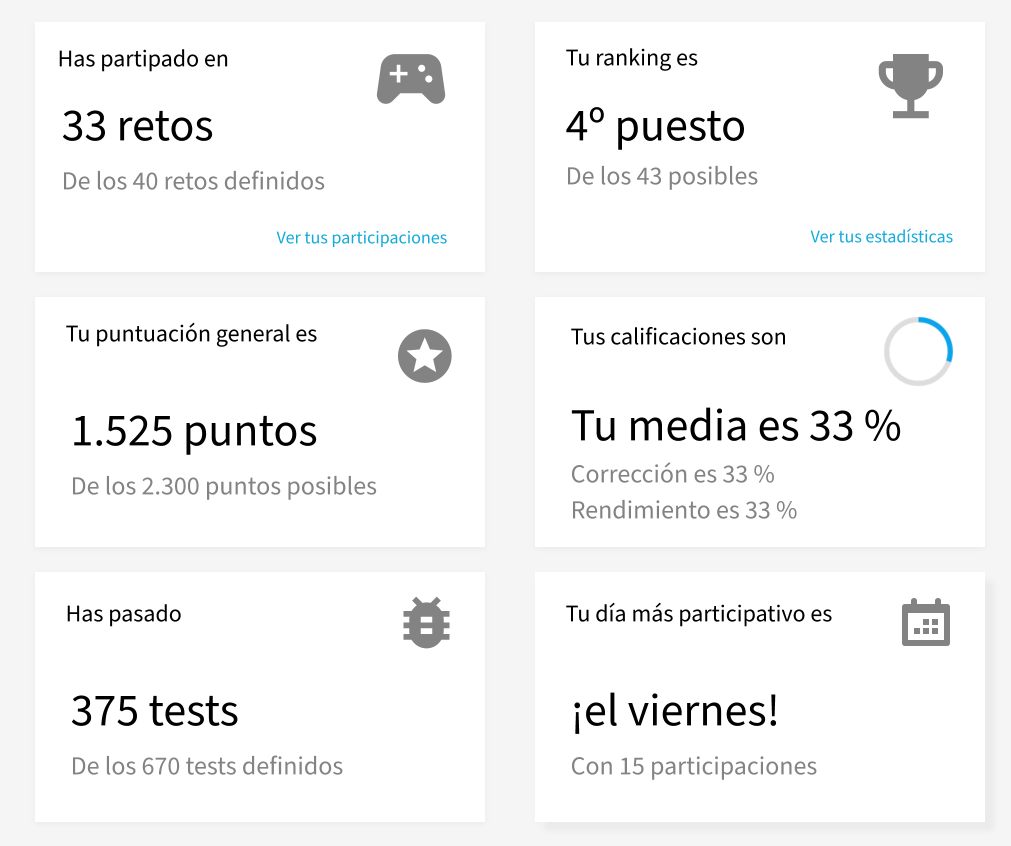 Has partipado en
33 retos
De los 40 retos definidos
Ver tus participaciones
Tu ranking es
4º puesto
De los 43 posibles
Ver tus estadísticas
Tu puntuación general es
1.525 puntos
De los 2.300 puntos posibles
Tus calificaciones son
Tu media es 33 %
Corrección es 33 %
Rendimiento es 33 %
Has pasado
375 tests
De los 670 tests definidos
Tu día más participativo es
¡el viernes!
Con 15 participaciones